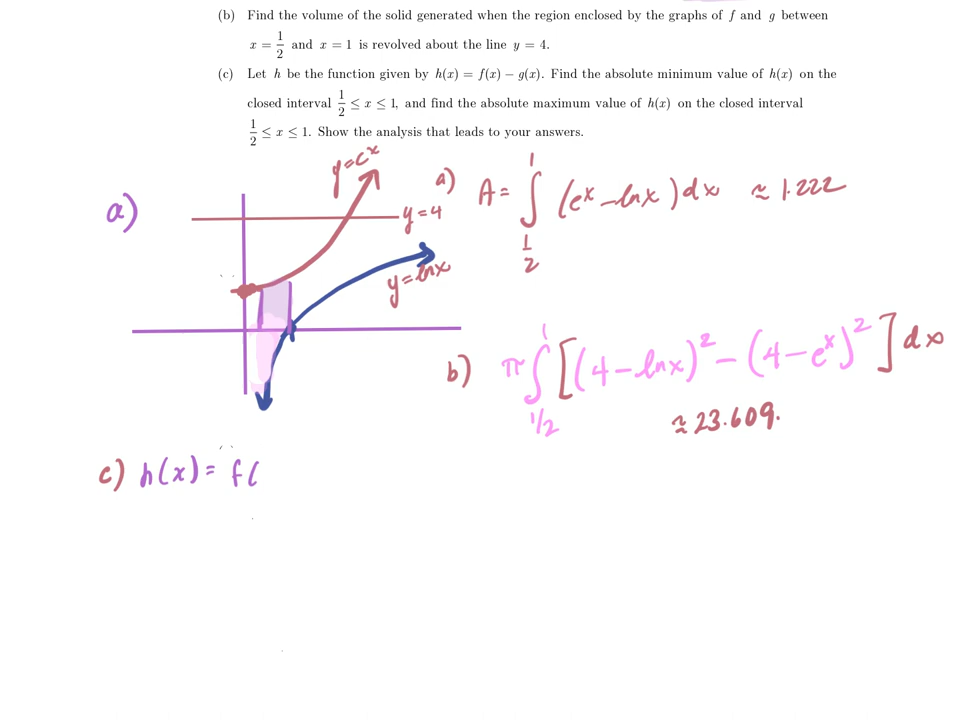 (b) Find the volume of the solid generated when the region enclosed by the graphs of f and g between
x = 1/2 and x = 1 is revolved about the line y = 4.
(c) Let h be the function given by h(x) = f(x) − g(x). Find the absolute minimum value of h(x) on the
closed interval 1/2 ≤ x ≤ 1, and find the absolute maximum value of h(x) on the closed interval
1/2 ≤ x ≤ 1. Show the analysis that leads to your answers.
y=e^x
a)
y=4
y=lnx
a) A= ∫_{1/2}^{1} (e^x-lnx)dx ≈ 1.222
b) π∫_{1/2}^{1} [(4-lnx)^2-(4-e^x)^2]dx
≈ 23.609.
c) h(x)= f(